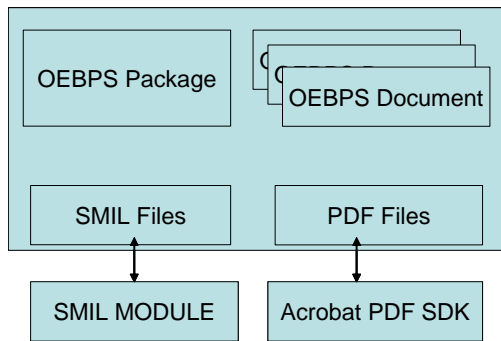 OEBPS Package
OEBPS Document
SMIL Files
PDF Files
SMIL MODULE
Acrobat PDF SDK